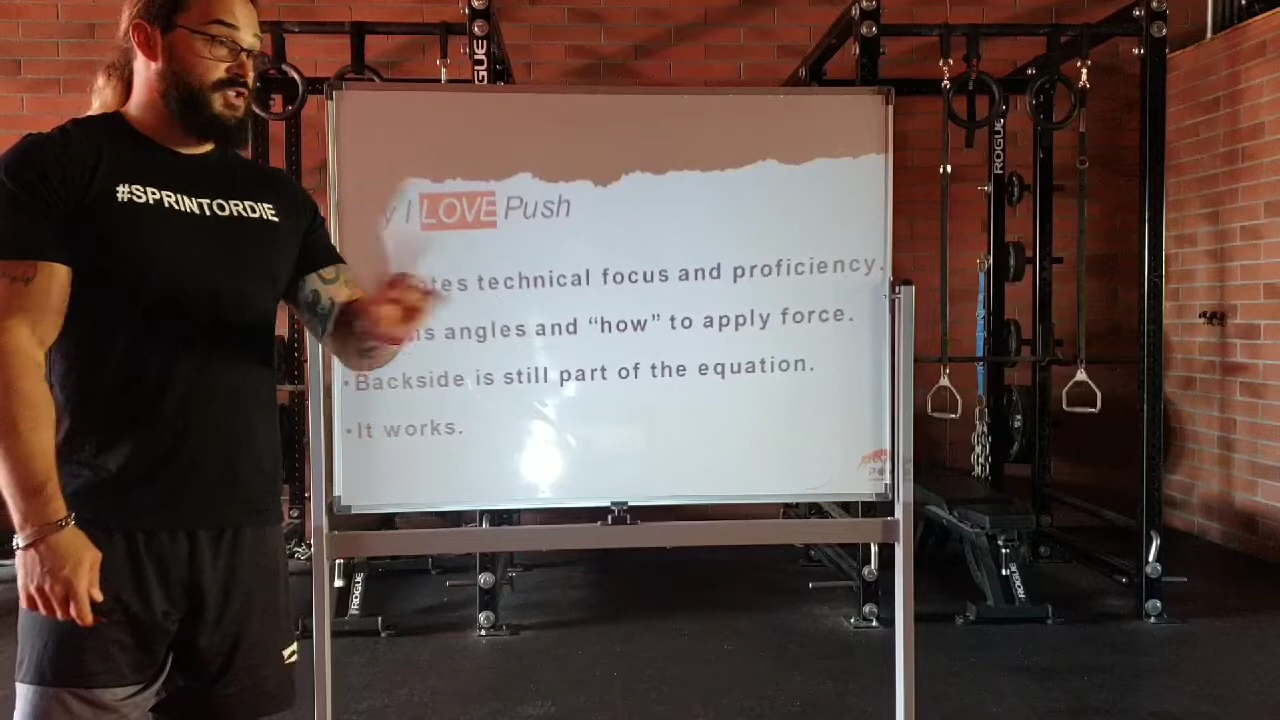 #SPRINTORDIE
ROGUE
I LOVE Push
technical focus and proficiency.
angles and “how” to apply force.
•Backside is still part of the equation.
•It works.
ROGUE
ROGUE